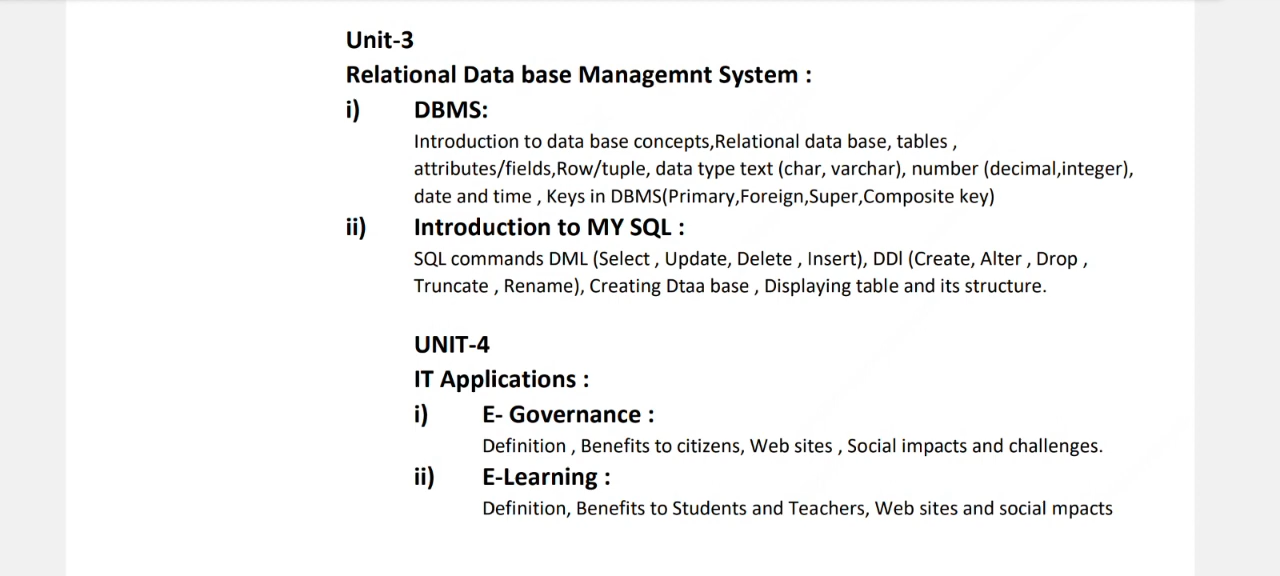 Unit-3
Relational Data base Managemnt System :
i) DBMS:
Introduction to data base concepts,Relational data base, tables ,
attributes/fields,Row/tuple, data type text (char, varchar), number (decimal,integer),
date and time , Keys in DBMS(Primary,Foreign,Super,Composite key)
ii) Introduction to MY SQL :
SQL commands DML (Select , Update, Delete , Insert), DDl (Create, Alter , Drop ,
Truncate , Rename), Creating Dtaa base , Displaying table and its structure.
UNIT-4
IT Applications :
i) E- Governance :
Definition , Benefits to citizens, Web sites , Social impacts and challenges.
ii) E-Learning :
Definition, Benefits to Students and Teachers, Web sites and social mpacts